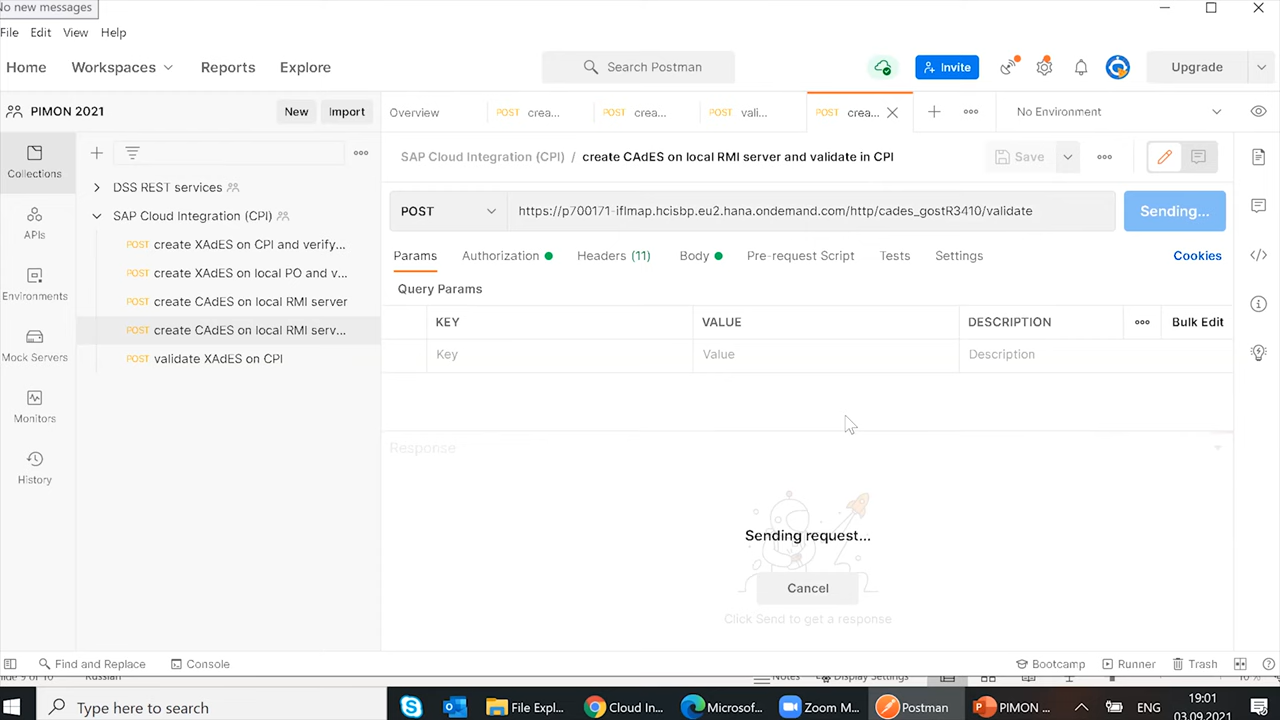 No new messages
File Edit View Help
Home Workspaces Reports Explore Search Postman Invite Upgrade
PIMON 2021 New Import
Overview POST crea... POST crea... POST vali... POST crea... No Environment
Collections
APIs
Environments
Mock Servers
Monitors
History
DSS REST services
SAP Cloud Integration (CPI)
POST create XAdES on CPI and verify...
POST create XAdES on local PO and v...
POST create CAdES on local RMI server
POST create CAdES on local RMI serv...
POST validate XAdES on CPI
SAP Cloud Integration (CPI) / create CAdES on local RMI server and validate in CPI Save
POST https://p700171-iflmap.hcisbp.eu2.hana.ondemand.com/http/cades_gostR3410/validate Sending...
Params Authorization Headers (11) Body Pre-request Script Tests Settings Cookies
Query Params
KEY VALUE DESCRIPTION Bulk Edit
Key Value Description
Response
Sending request...
Cancel
Click Send to get a response
Find and Replace Console Bootcamp Runner Trash
Slide 9 of 10 Russian Notes Display Settings
Type here to search File Expl... Cloud In... Microsof... Zoom M... Postman PIMON ... ENG 19:01
03.09.2021